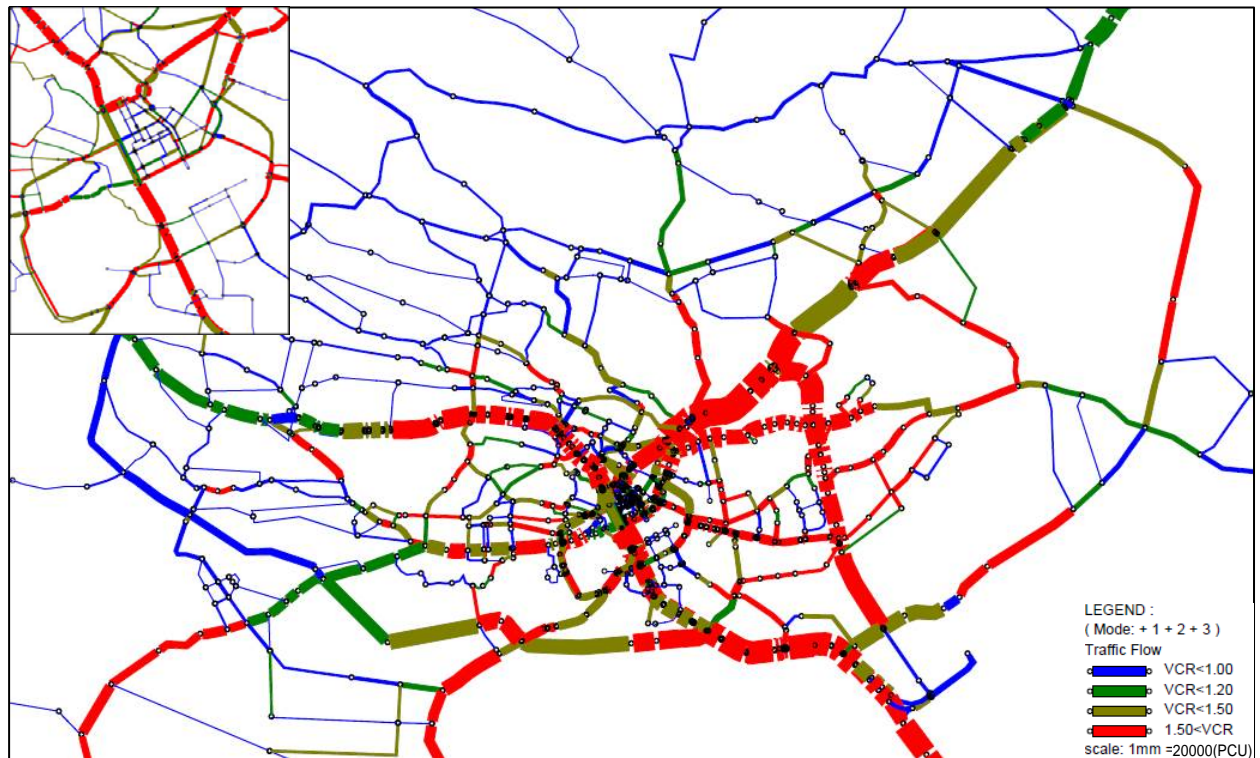 LEGEND :
( Mode: + 1 + 2 + 3 )
Traffic Flow
VCR<1.00
VCR<1.20
VCR<1.50
1.50<VCR
scale: 1mm =20000(PCU)